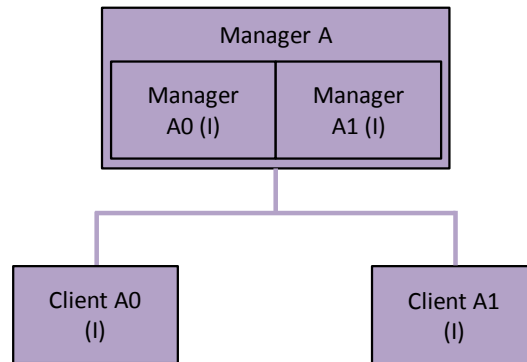 Manager A
Manager
A0 (I)
Manager
A1 (I)
Client A0
(I)
Client A1
(I)